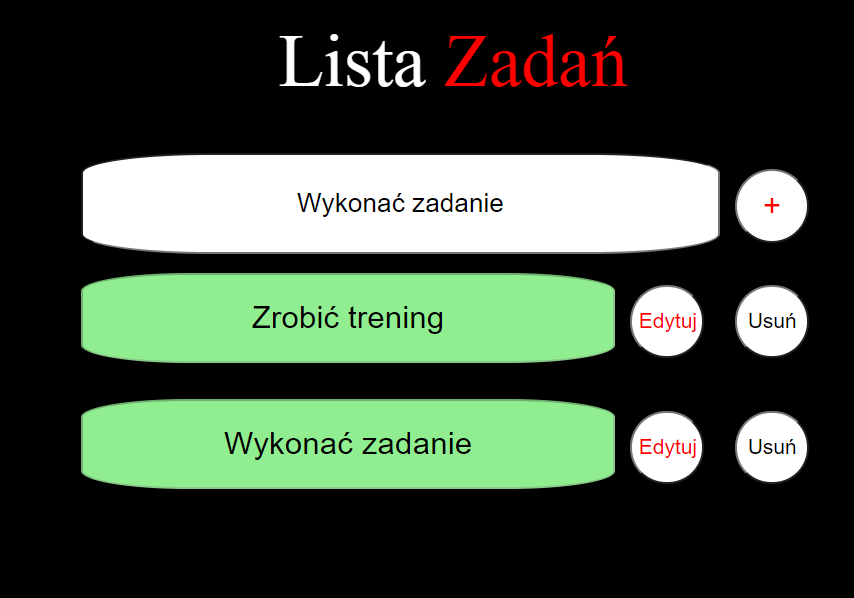 Lista Zadań
Wykonać zadanie +
Zrobić trening Edytuj Usuń
Wykonać zadanie Edytuj Usuń